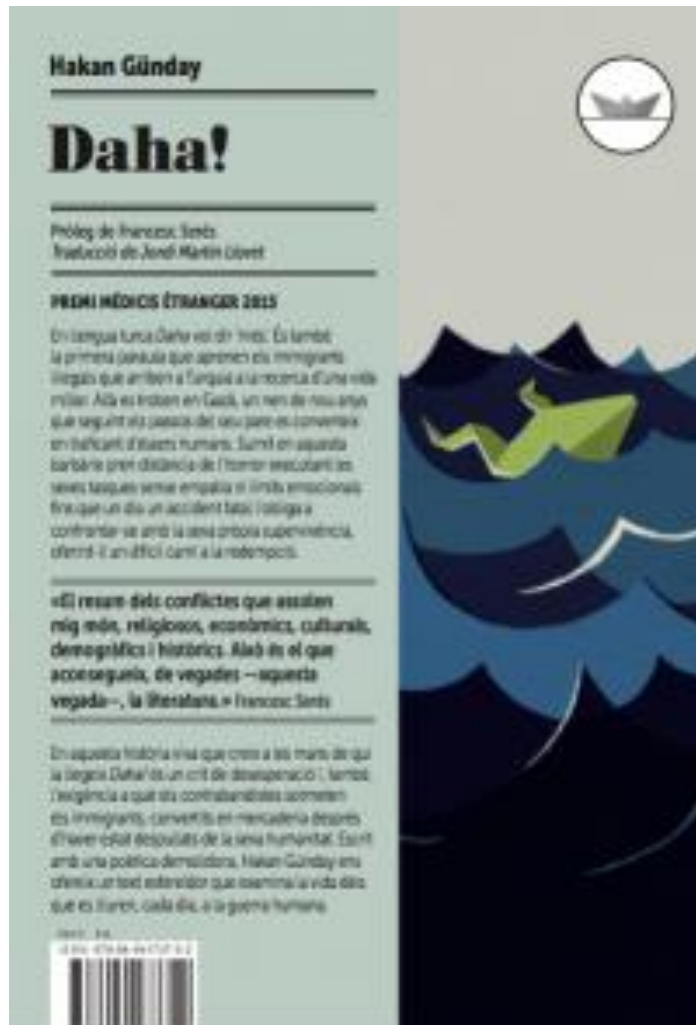 Hakan Günday
Daha!
Pròleg de Francesc Serés
Traducció de Jordi Martín Lloret
PREMI MÉDICIS ÉTRANGER 2015
En llengua turca Daha vol dir 'més'. És també
la primera paraula que aprenen els immigrants
il·legals que arriben a Turquia a la recerca d'una vida
millor. Allà es troben en Gazâ, un nen de nou anys
que seguint els passos del seu pare es converteix
en traficant d'éssers humans. Sumit en aquesta
barbàrie pren distància de l'horror executant les
seves tasques sense empatia ni límits emocionals
fins que un dia un accident fatal l'obliga a
confrontar-se amb la seva pròpia supervivència,
oferint-li un difícil camí a la redempció.
«El resum dels conflictes que assolen
mig món, religiosos, econòmics, culturals,
demogràfics i històrics. Això és el que
aconsegueix, de vegades —aquesta
vegada—, la literatura.» Francesc Serés
En aquesta història viva que creix a les mans de qui
la llegeix Daha! és un crit de desesperació i, també,
l'exigència a què els contrabandistes sotmeten
els immigrants, convertits en mercaderia després
d'haver estat despullats de la seva humanitat. Escrit
amb una poètica demolidora, Hakan Günday ens
ofereix un text estremidor que examina la vida dels
que es lliuren, cada dia, a la guerra humana.